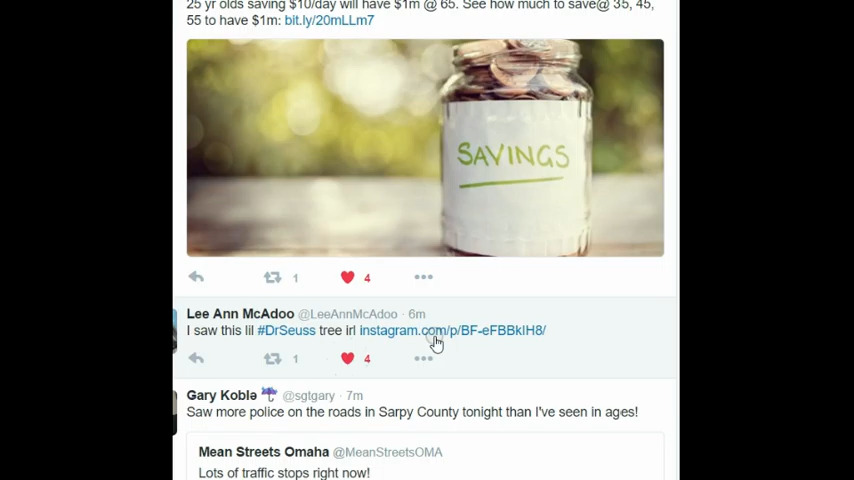 25 yr olds saving $10/day will have $1m @ 65. See how much to save@ 35, 45,
55 to have $1m: bit.ly/20mLLm7
SAVINGS
1 4
Lee Ann McAdoo @LeeAnnMcAdoo · 6m
I saw this lil #DrSeuss tree irl instagram.com/p/BF-eFBBklH8/
1 4
Gary Koblə @sgtgary · 7m
Saw more police on the roads in Sarpy County tonight than I've seen in ages!
Mean Streets Omaha @MeanStreetsOMA
Lots of traffic stops right now!